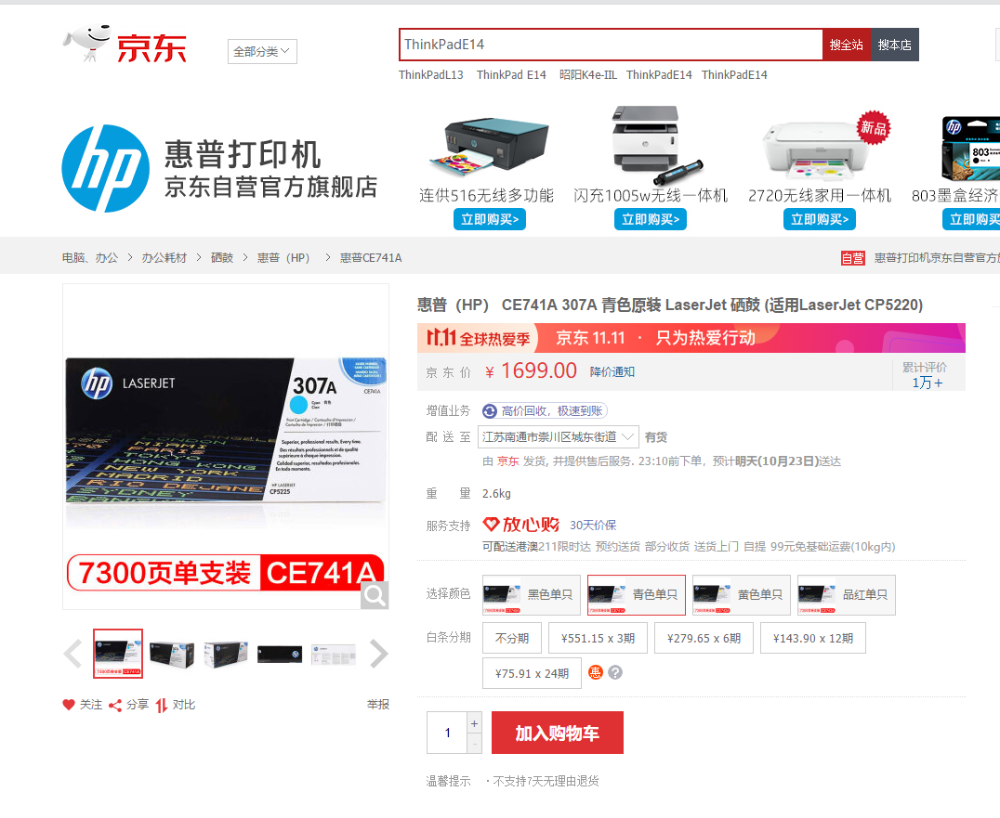 京东
全部分类
ThinkPadE14
搜全站
搜本店
ThinkPadL13 ThinkPad E14 昭阳K4e-IIL ThinkPadE14 ThinkPadE14
hp
惠普打印机
京东自营官方旗舰店
新品
803
连供516无线多功能
闪充1005w无线一体机
2720无线家用一体机
803墨盒经济
立即购买>
立即购买>
立即购买>
立即购买
电脑、办公 > 办公耗材 > 硒鼓 > 惠普（HP） > 惠普CE741A
自营 惠普打印机京东自营官方
惠普（HP） CE741A 307A 青色原装 LaserJet 硒鼓 (适用LaserJet CP5220)
11.11 全球热爱季 京东 11.11 · 只为热爱行动
京东价 ¥ 1699.00 降价通知
累计评价
1万+
增值业务 高价回收，极速到账
配送至 江苏南通市崇川区城东街道 有货
由 京东 发货, 并提供售后服务. 23:10前下单，预计明天(10月23日)送达
重量 2.6kg
服务支持 放心购 30天价保
可配送港澳211限时达 预约送货 部分收货 送货上门 自提 99元免基础运费(10kg内)
选择颜色 黑色单只 青色单只 黄色单只 品红单只
白条分期 不分期 ¥551.15 x 3期 ¥279.65 x 6期 ¥143.90 x 12期
¥75.91 x 24期 惠 ?
1 + -
加入购物车
温馨提示 ·不支持7天无理由退货
hp LASERJET
307A
CE741A
Cyan 青色
Cian
Print Cartridge / Cartouche d'impression /
Cartucho de impresión / 打印硒鼓
Superior, professional results. Every time.
Des résultats professionnels et de qualité
supérieure à chaque impression.
Calidad superior, resultados profesionales.
En todo momento.
HP LASERJET
CP5225
LOS ANGELES
MIAMI PARIS
TOKYO
HONG KONG
NEW YORK
MADRID
RIO DE JANE
SYDNEY
7300页单支装 CE741A
关注 分享 对比
举报